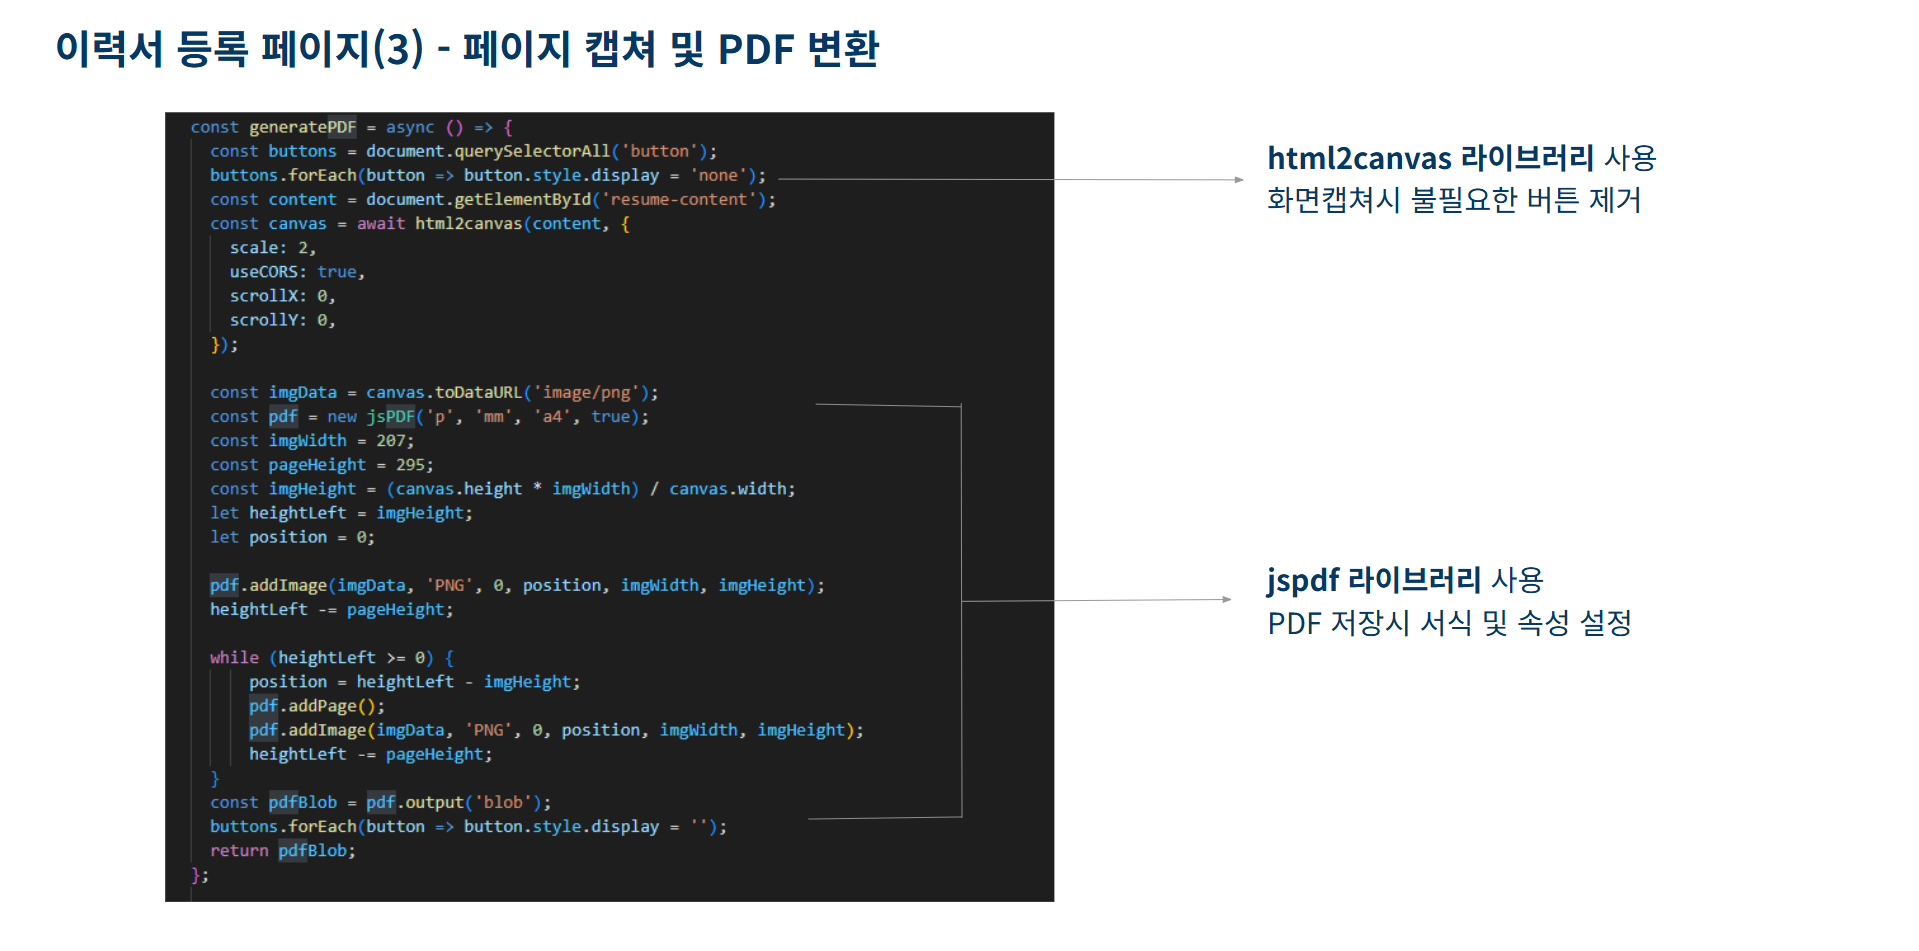 이력서 등록 페이지(3) - 페이지 캡쳐 및 PDF 변환
const generatePDF = async () => {
const buttons = document.querySelectorAll('button');
buttons.forEach(button => button.style.display = 'none');
const content = document.getElementById('resume-content');
const canvas = await html2canvas(content, {
scale: 2,
useCORS: true,
scrollX: 0,
scrollY: 0,
});
const imgData = canvas.toDataURL('image/png');
const pdf = new jsPDF('p', 'mm', 'a4', true);
const imgWidth = 207;
const pageHeight = 295;
const imgHeight = (canvas.height * imgWidth) / canvas.width;
let heightLeft = imgHeight;
let position = 0;
pdf.addImage(imgData, 'PNG', 0, position, imgWidth, imgHeight);
heightLeft -= pageHeight;
while (heightLeft >= 0) {
position = heightLeft - imgHeight;
pdf.addPage();
pdf.addImage(imgData, 'PNG', 0, position, imgWidth, imgHeight);
heightLeft -= pageHeight;
}
const pdfBlob = pdf.output('blob');
buttons.forEach(button => button.style.display = '');
return pdfBlob;
};
html2canvas 라이브러리 사용
화면캡쳐시 불필요한 버튼 제거
jspdf 라이브러리 사용
PDF 저장시 서식 및 속성 설정